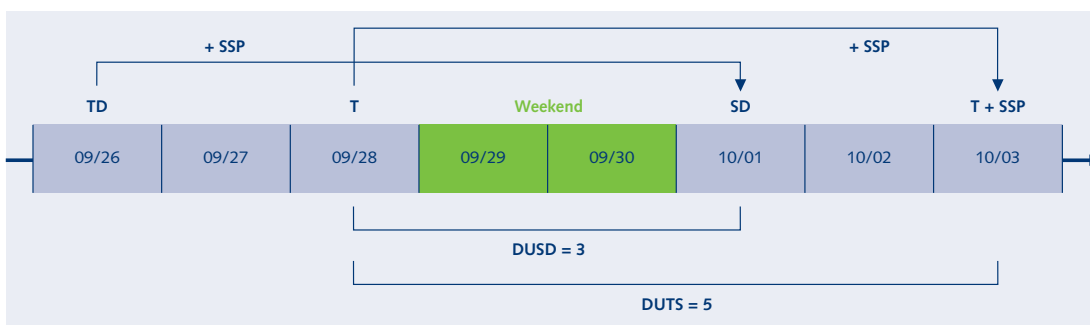 + SSP + SSP
TD T Weekend SD T + SSP
09/26 09/27 09/28 09/29 09/30 10/01 10/02 10/03
DUSD = 3
DUTS = 5